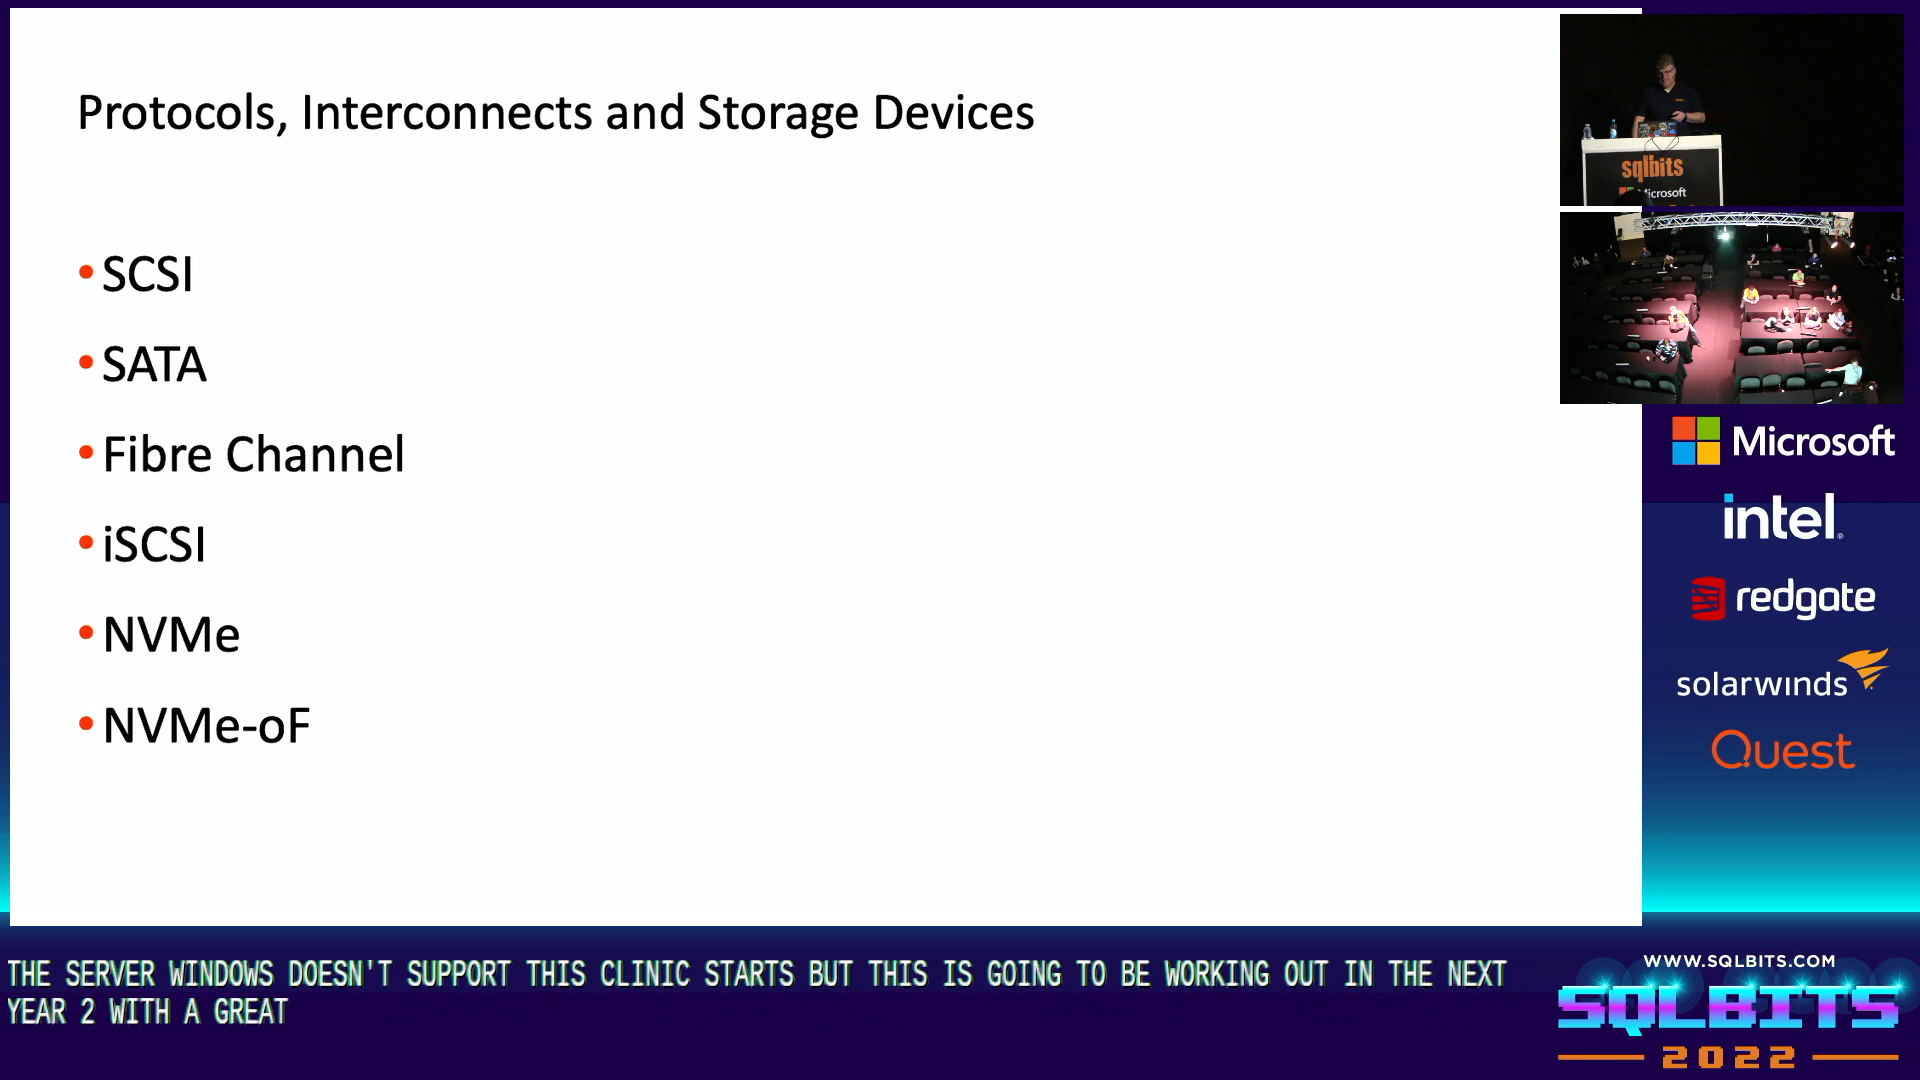 Protocols, Interconnects and Storage Devices
• SCSI
• SATA
• Fibre Channel
• iSCSI
• NVMe
• NVMe-oF
sqlbits
Microsoft
Microsoft
intel
redgate
solarwinds
Quest
THE SERVER WINDOWS DOESN'T SUPPORT THIS CLINIC STARTS BUT THIS IS GOING TO BE WORKING OUT IN THE NEXT
YEAR 2 WITH A GREAT
WWW.SQLBITS.COM
SQLBITS
2022